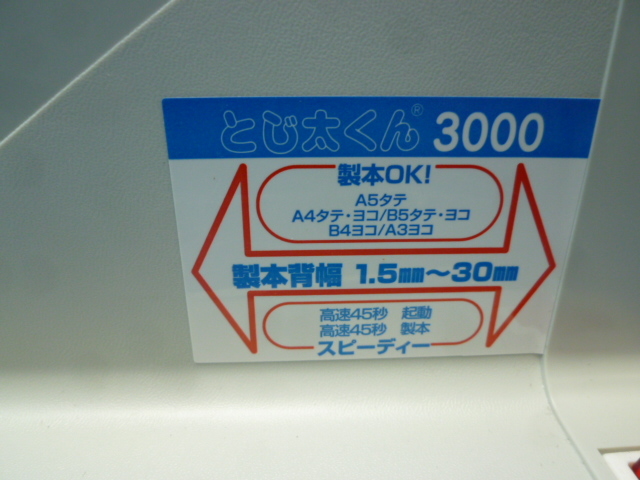 とじ太くん® 3000
製本OK!
A5タテ
A4タテ・ヨコ/B5タテ・ヨコ
B4ヨコ/A3ヨコ
製本背幅 1.5mm～30mm
高速45秒 起動
高速45秒 製本
スピーディー